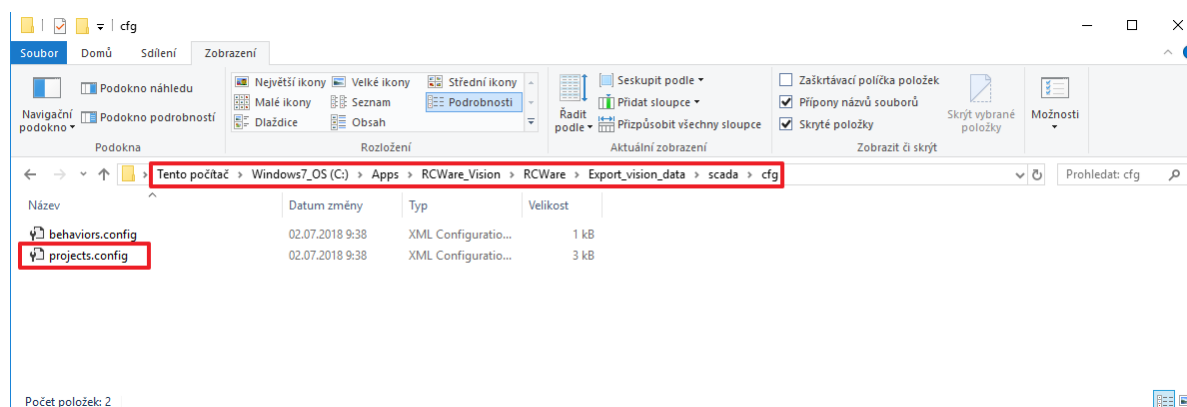 cfg
Soubor Domů Sdílení Zobrazení
Navigační podokno
Podokno náhledu
Podokno podrobností
Podokna
Největší ikony Velké ikony Střední ikony
Malé ikony Seznam Podrobnosti
Dlaždice Obsah
Rozložení
Řadit podle
Seskupit podle
Přidat sloupce
Přizpůsobit všechny sloupce
Aktuální zobrazení
Zaškrtávací políčka položek
Přípony názvů souborů
Skryté položky
Skrýt vybrané položky
Zobrazit či skrýt
Možnosti
Tento počítač > Windows7_OS (C:) > Apps > RCWare_Vision > RCWare > Export_vision_data > scada > cfg
Prohledat: cfg
Název Datum změny Typ Velikost
behaviors.config 02.07.2018 9:38 XML Configuratio... 1 kB
projects.config 02.07.2018 9:38 XML Configuratio... 3 kB
Počet položek: 2